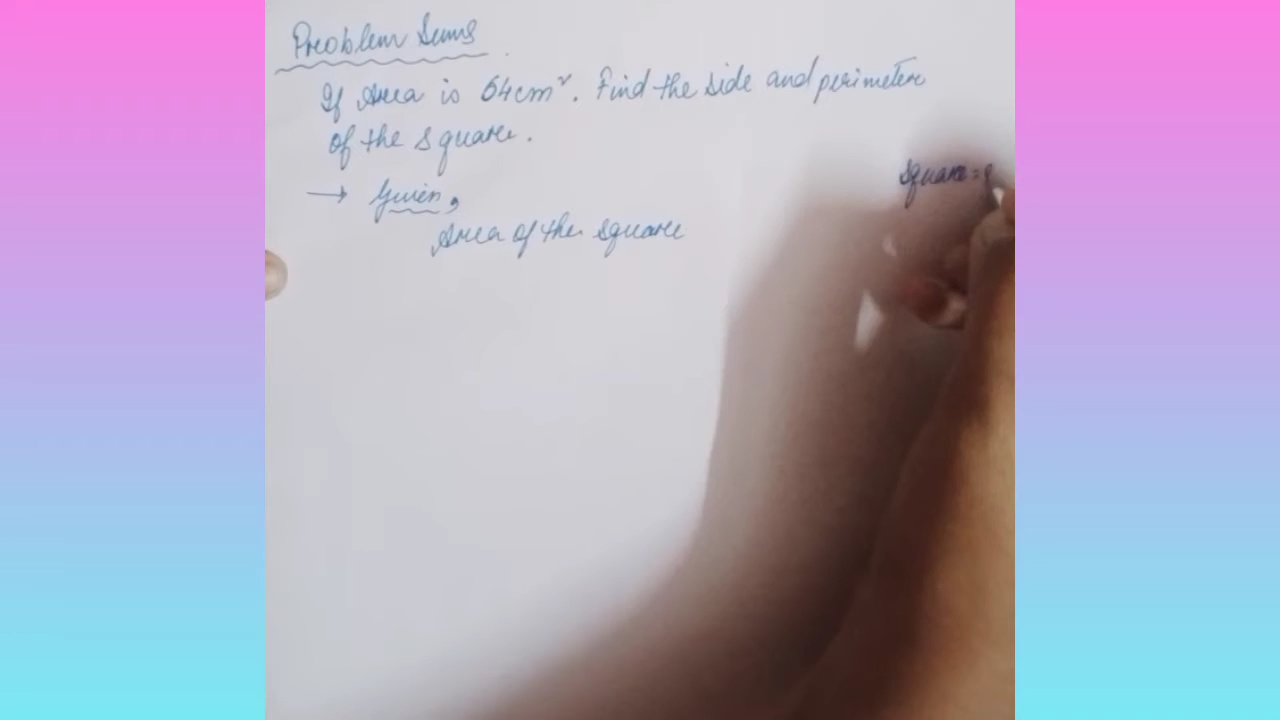 Problem Sums
If Area is 64cm². Find the side and perimeter
of the square.
→ Given,
Area of the square
Square =